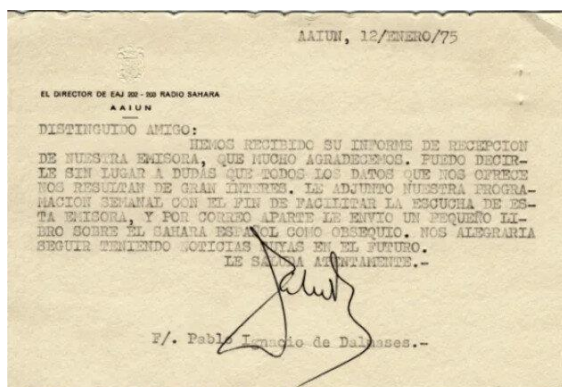 AAIUN, 12/ENERO/75
EL DIRECTOR DE EAJ 202 - 203 RADIO SAHARA
AAIUN
DISTINGUIDO AMIGO:
HEMOS RECIBIDO SU INFORME DE RECEPCION
DE NUESTRA EMISORA, QUE MUCHO AGRADECEMOS. PUEDO DECIR-
LE SIN LUGAR A DUDAS QUE TODOS LOS DATOS QUE NOS OFRECE
NOS RESULTAN DE GRAN INTERES. LE ADJUNTO NUESTRA PROGRA-
MACION SEMANAL CON EL FIN DE FACILITAR LA ESCUCHA DE ES-
TA EMISORA, Y POR CORREO APARTE LE ENVIO UN PEQUEÑO LI-
BRO SOBRE EL SAHARA ESPAÑOL COMO OBSEQUIO. NOS ALEGRARIA
SEGUIR TENIENDO NOTICIAS SUYAS EN EL FUTURO.
LE SALUDA ATENTAMENTE.-
F/. Pablo Ignacio de Dalmases.-